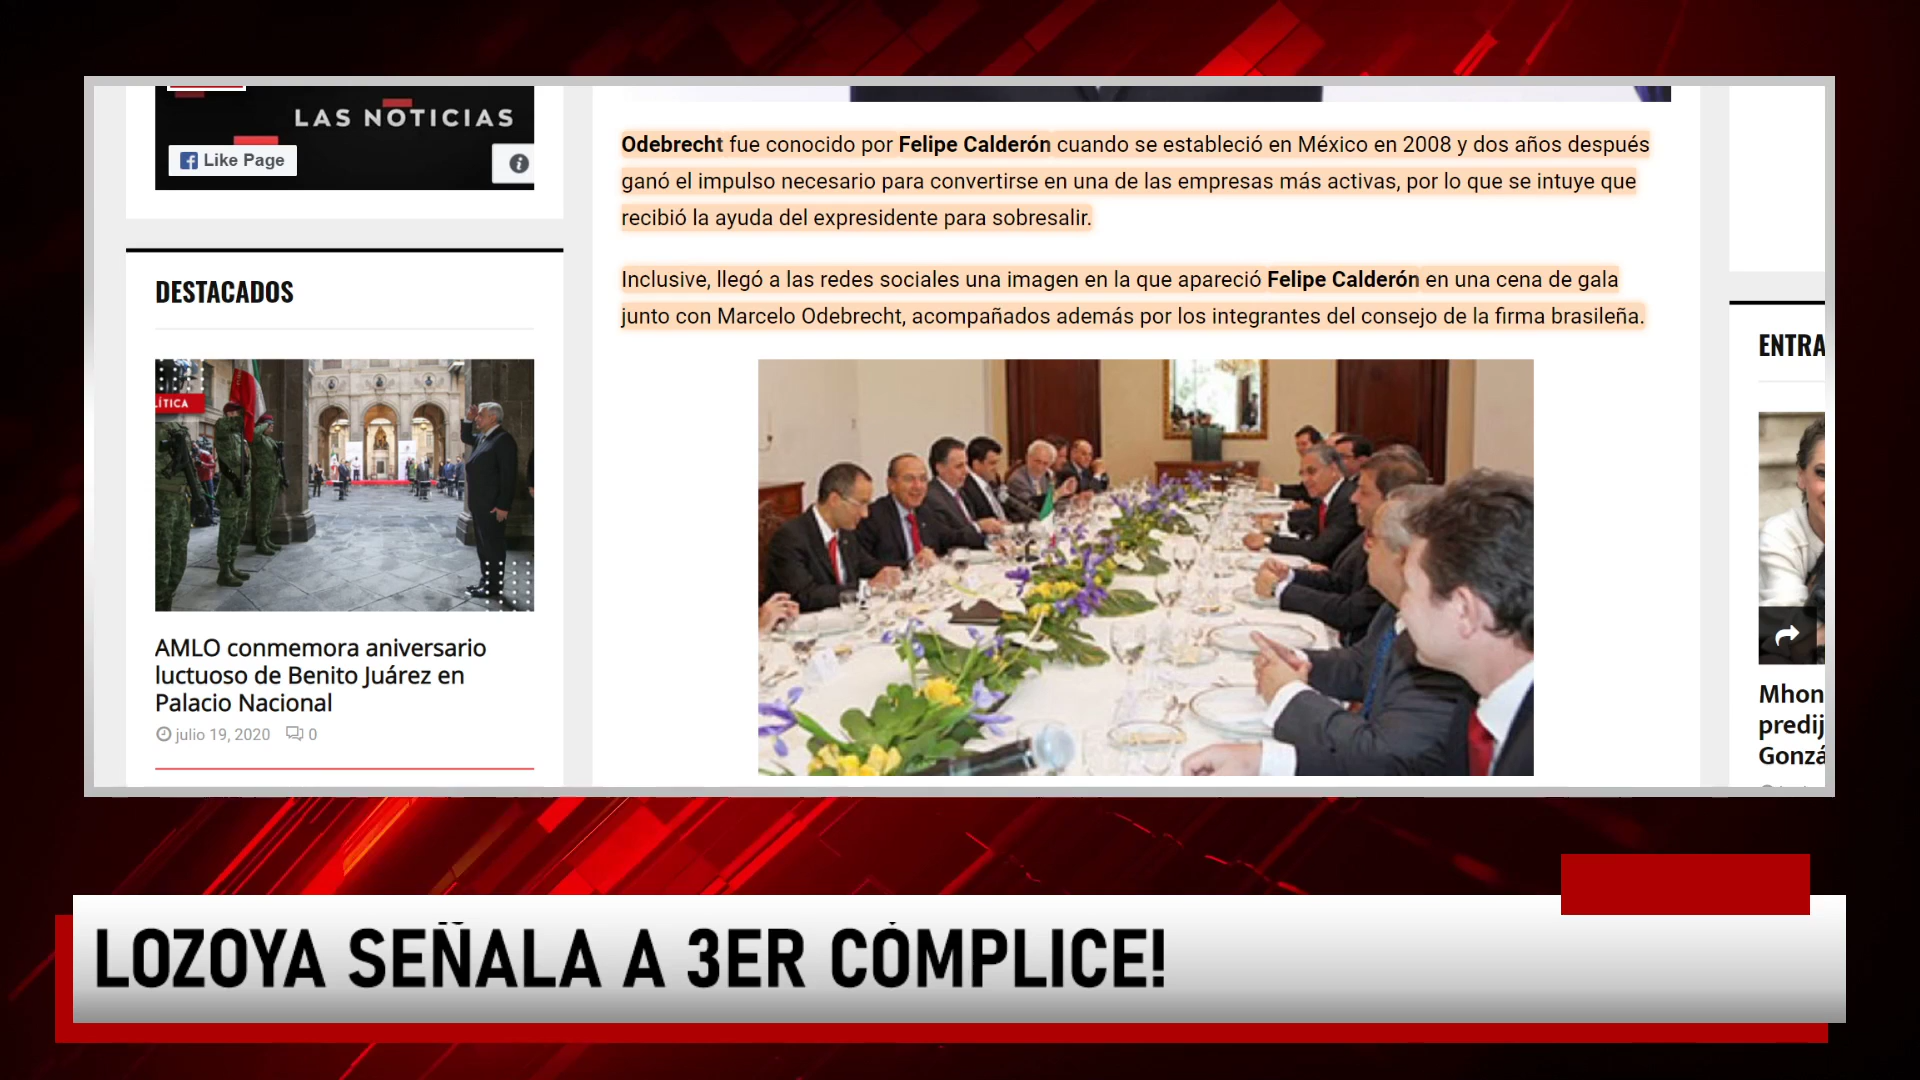 LAS NOTICIAS
Like Page
DESTACADOS
LÍTICA
AMLO conmemora aniversario
luctuoso de Benito Juárez en
Palacio Nacional
julio 19, 2020 0
Odebrecht fue conocido por Felipe Calderón cuando se estableció en México en 2008 y dos años después
ganó el impulso necesario para convertirse en una de las empresas más activas, por lo que se intuye que
recibió la ayuda del expresidente para sobresalir.
Inclusive, llegó a las redes sociales una imagen en la que apareció Felipe Calderón en una cena de gala
junto con Marcelo Odebrecht, acompañados además por los integrantes del consejo de la firma brasileña.
ENTRA
Mhon
predij
Gonzá
LOZOYA SEÑALA A 3ER CÓMPLICE!